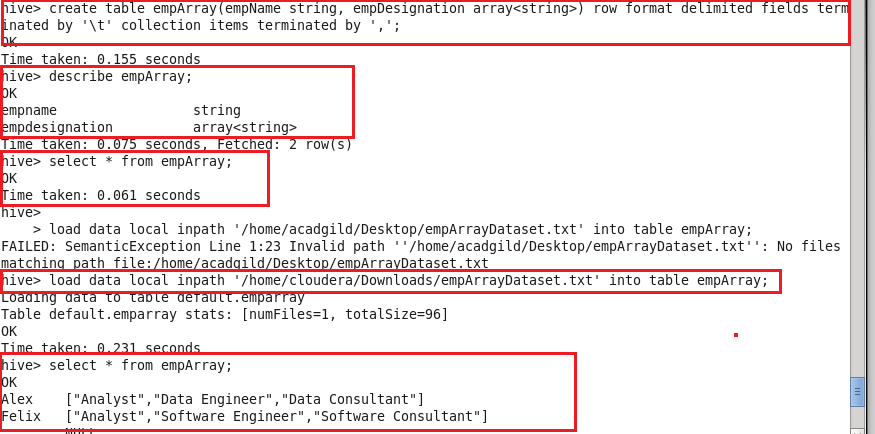 hive> create table empArray(empName string, empDesignation array<string>) row format delimited fields term
inated by '\t' collection items terminated by ',';
OK
Time taken: 0.155 seconds
hive> describe empArray;
OK
empname                 string
empdesignation          array<string>
Time taken: 0.075 seconds, Fetched: 2 row(s)
hive> select * from empArray;
OK
Time taken: 0.061 seconds
hive>
    > load data local inpath '/home/acadgild/Desktop/empArrayDataset.txt' into table empArray;
FAILED: SemanticException Line 1:23 Invalid path ''/home/acadgild/Desktop/empArrayDataset.txt'': No files
matching path file:/home/acadgild/Desktop/empArrayDataset.txt
hive> load data local inpath '/home/cloudera/Downloads/empArrayDataset.txt' into table empArray;
Loading data to table default.emparray
Table default.emparray stats: [numFiles=1, totalSize=96]
OK
Time taken: 0.231 seconds
hive> select * from empArray;
OK
Alex    ["Analyst","Data Engineer","Data Consultant"]
Felix   ["Analyst","Software Engineer","Software Consultant"]
        NULL